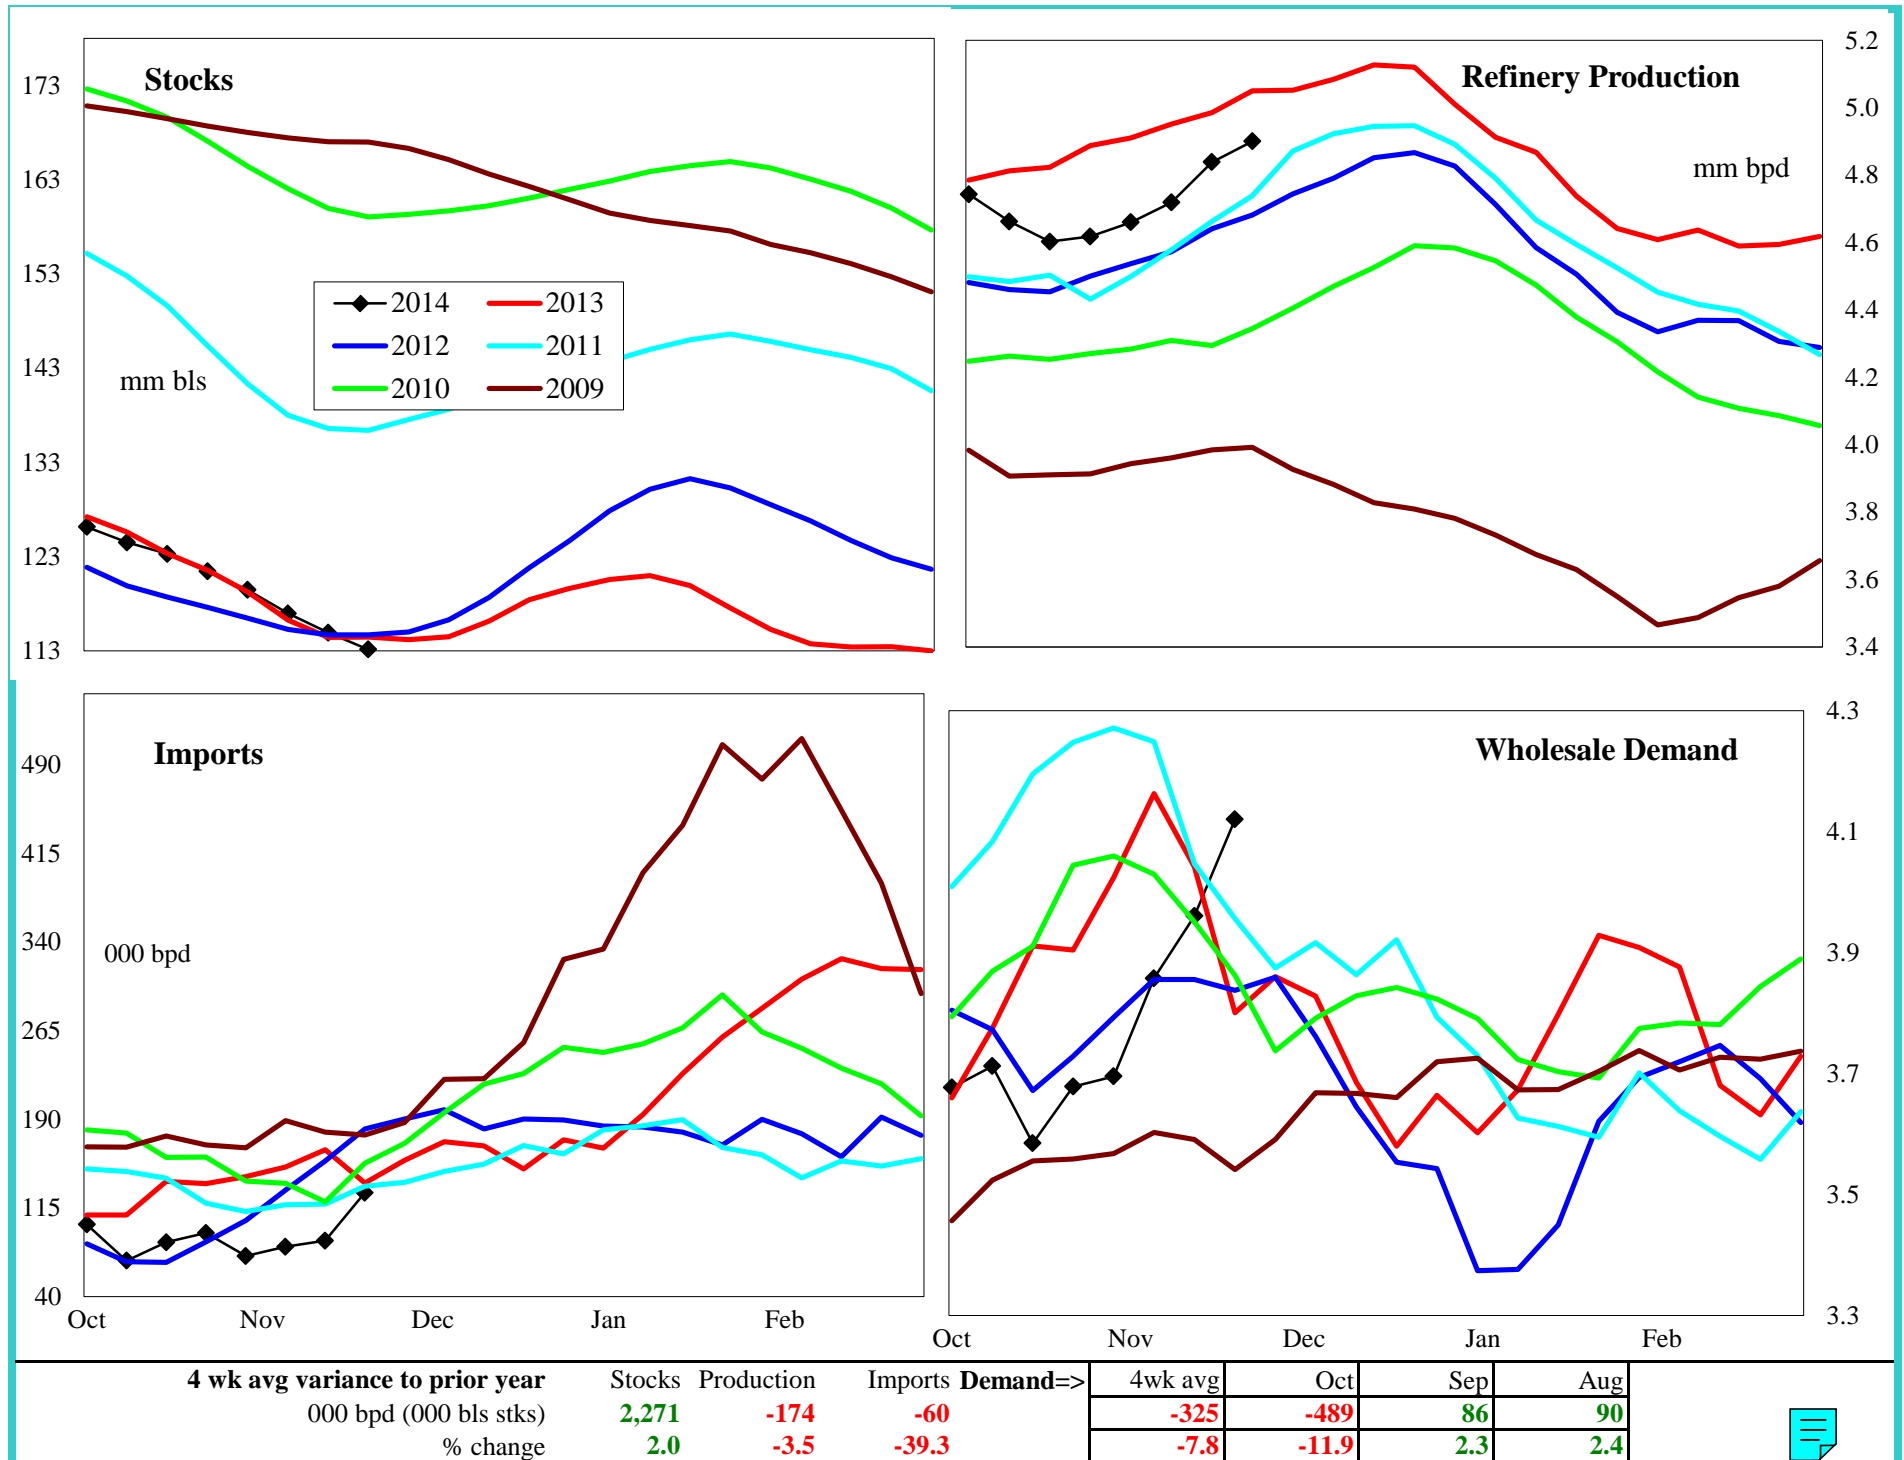 Stocks
173
163
153
143
133
123
113
mm bls
2014 2013
2012 2011
2010 2009
Refinery Production
mm bpd
5.2
5.0
4.8
4.6
4.4
4.2
4.0
3.8
3.6
3.4
Imports
490
415
340
265
190
115
40
000 bpd
Oct Nov Dec Jan Feb
Wholesale Demand
4.3
4.1
3.9
3.7
3.5
3.3
Oct Nov Dec Jan Feb
4 wk avg variance to prior year Stocks Production Imports Demand=> 4wk avg Oct Sep Aug
000 bpd (000 bls stks) 2,271 -174 -60 -325 -489 86 90
% change 2.0 -3.5 -39.3 -7.8 -11.9 2.3 2.4